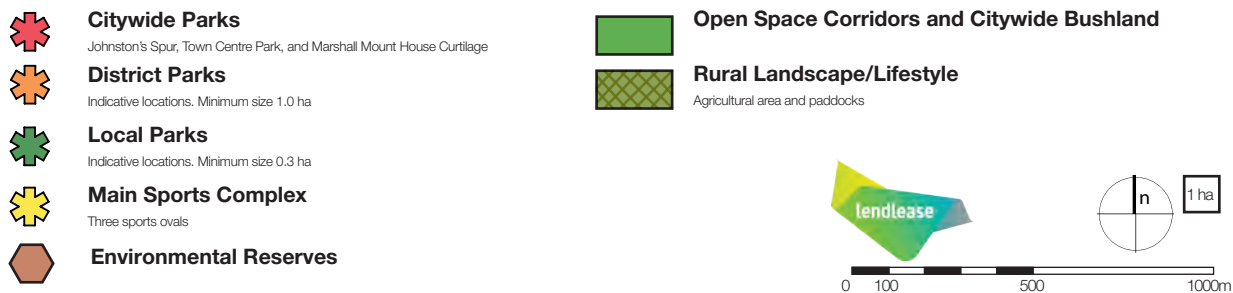 Citywide Parks
Johnston's Spur, Town Centre Park, and Marshall Mount House Curtilage
District Parks
Indicative locations. Minimum size 1.0 ha
Local Parks
Indicative locations. Minimum size 0.3 ha
Main Sports Complex
Three sports ovals
Environmental Reserves
Open Space Corridors and Citywide Bushland
Rural Landscape/Lifestyle
Agricultural area and paddocks
lendlease
n
1 ha
0 100 500 1000m